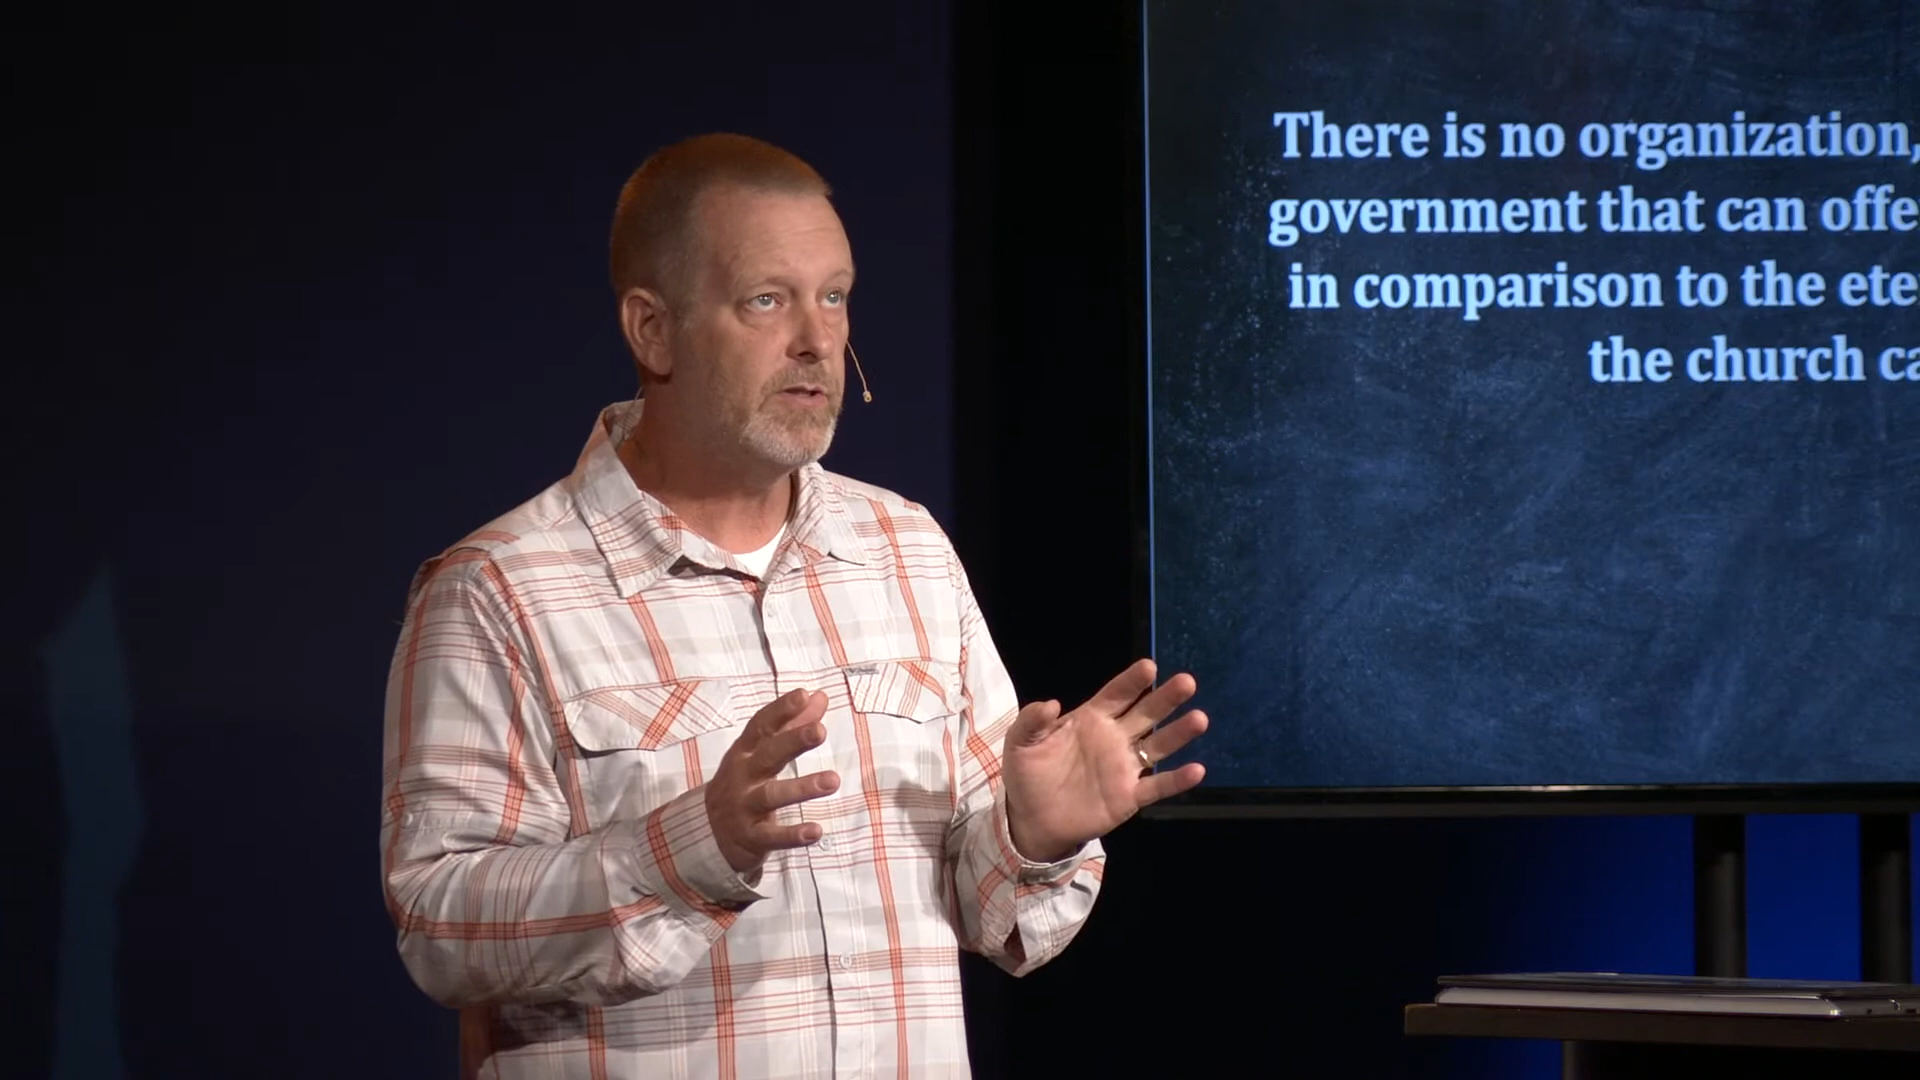 There is no organization,
government that can offe
in comparison to the ete
the church ca